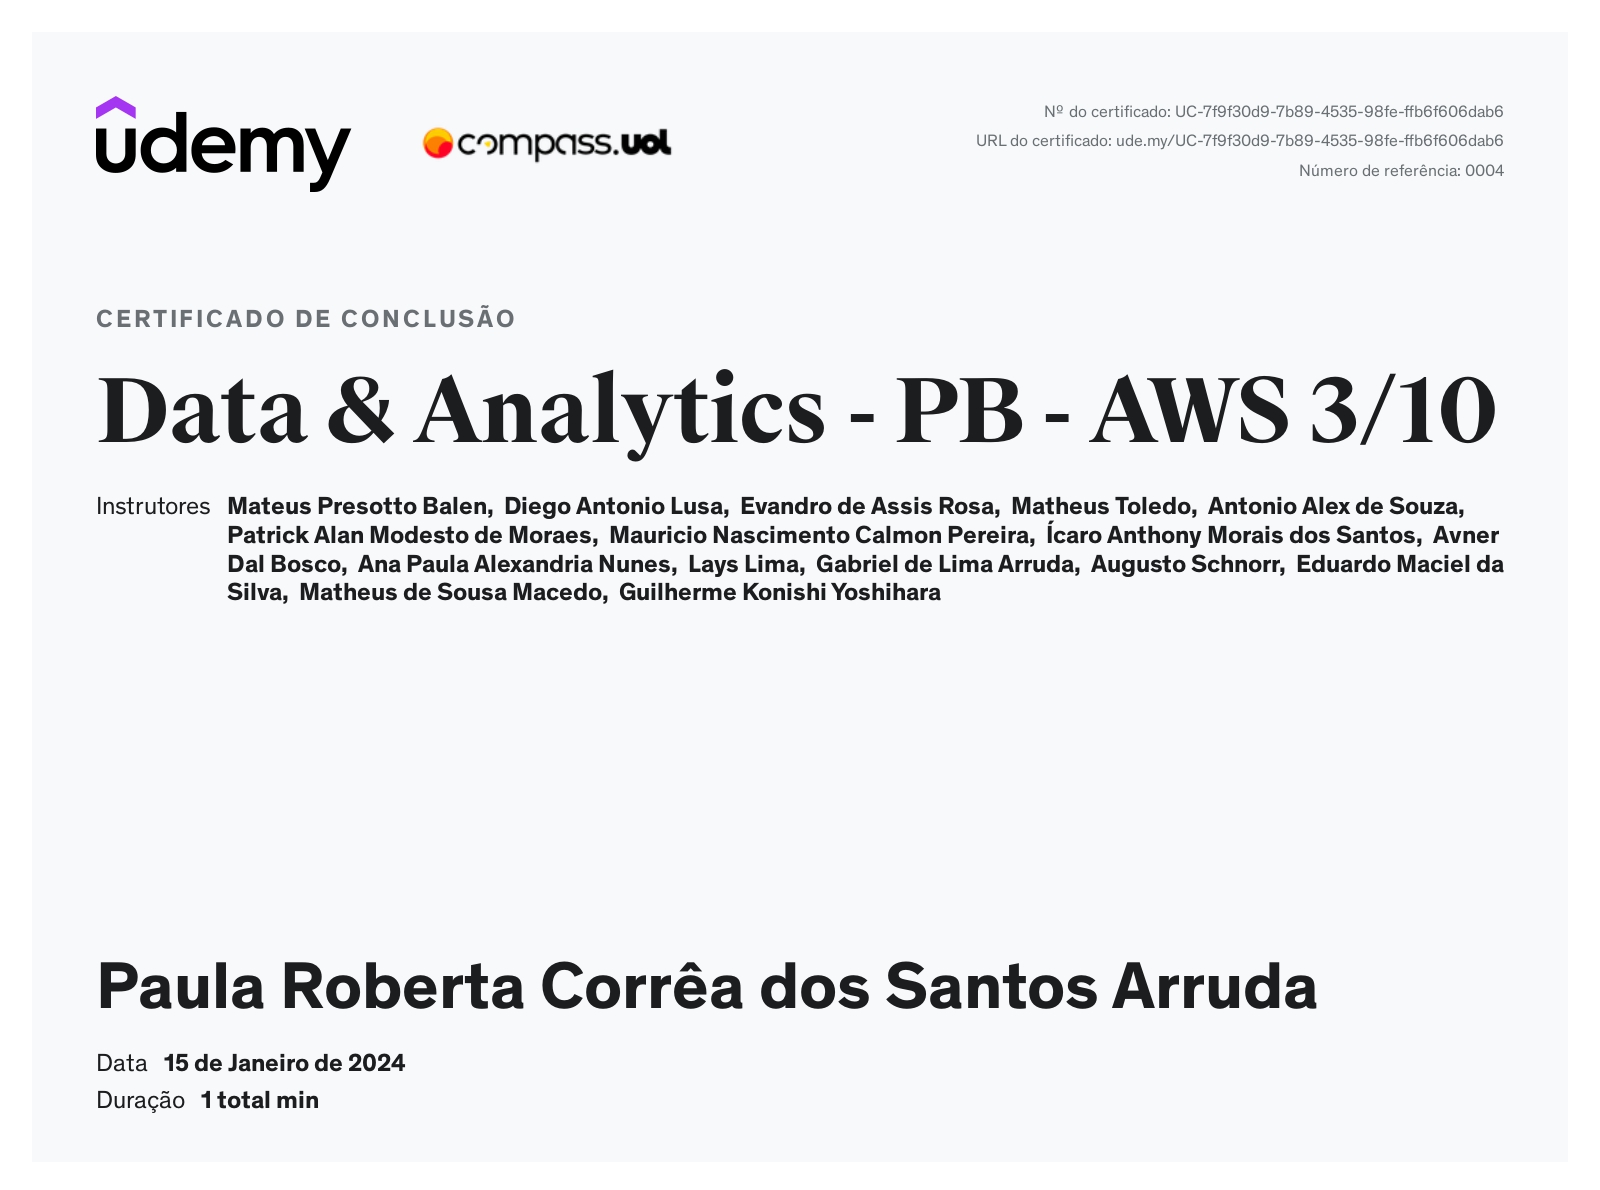 udemy
compass.uol
Nº do certificado: UC-7f9f30d9-7b89-4535-98fe-ffb6f606dab6
URL do certificado: ude.my/UC-7f9f30d9-7b89-4535-98fe-ffb6f606dab6
Número de referência: 0004
CERTIFICADO DE CONCLUSÃO
Data & Analytics - PB - AWS 3/10
Instrutores Mateus Presotto Balen, Diego Antonio Lusa, Evandro de Assis Rosa, Matheus Toledo, Antonio Alex de Souza,
Patrick Alan Modesto de Moraes, Mauricio Nascimento Calmon Pereira, Ícaro Anthony Morais dos Santos, Avner
Dal Bosco, Ana Paula Alexandria Nunes, Lays Lima, Gabriel de Lima Arruda, Augusto Schnorr, Eduardo Maciel da
Silva, Matheus de Sousa Macedo, Guilherme Konishi Yoshihara
Paula Roberta Corrêa dos Santos Arruda
Data 15 de Janeiro de 2024
Duração 1 total min